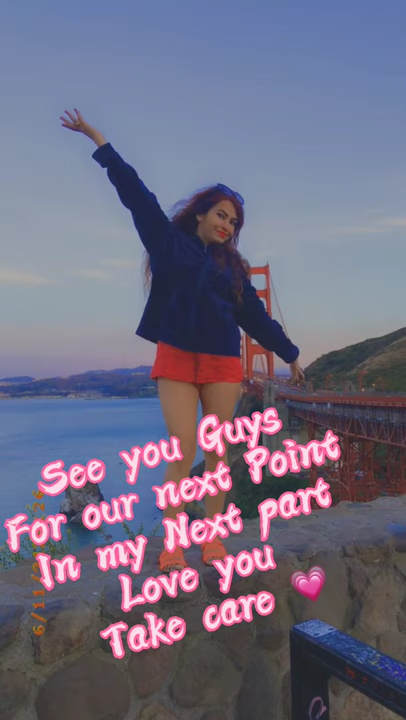 See you Guys
For our next Point
In my Next part
Love you
Take care